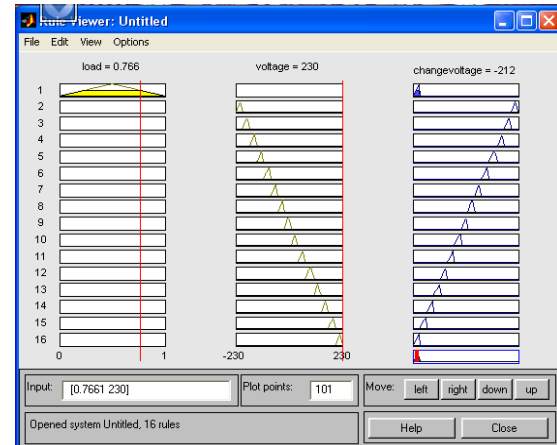 Rule Viewer: Untitled
File Edit View Options
load = 0.766 voltage = 230 changevoltage = -212
1
2
3
4
5
6
7
8
9
10
11
12
13
14
15
16
0 1 -230 230
Input: [0.7661 230] Plot points: 101 Move: left right down up
Opened system Untitled, 16 rules Help Close